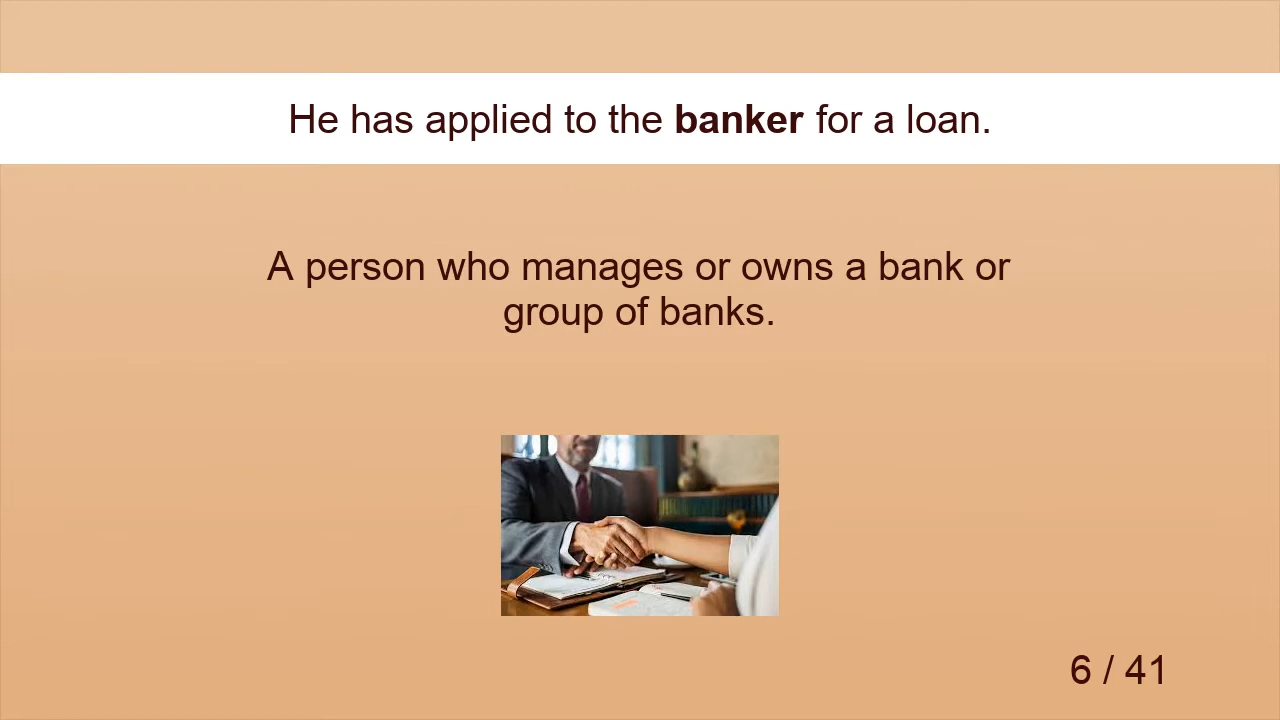 He has applied to the banker for a loan.
A person who manages or owns a bank or
group of banks.
6 / 41